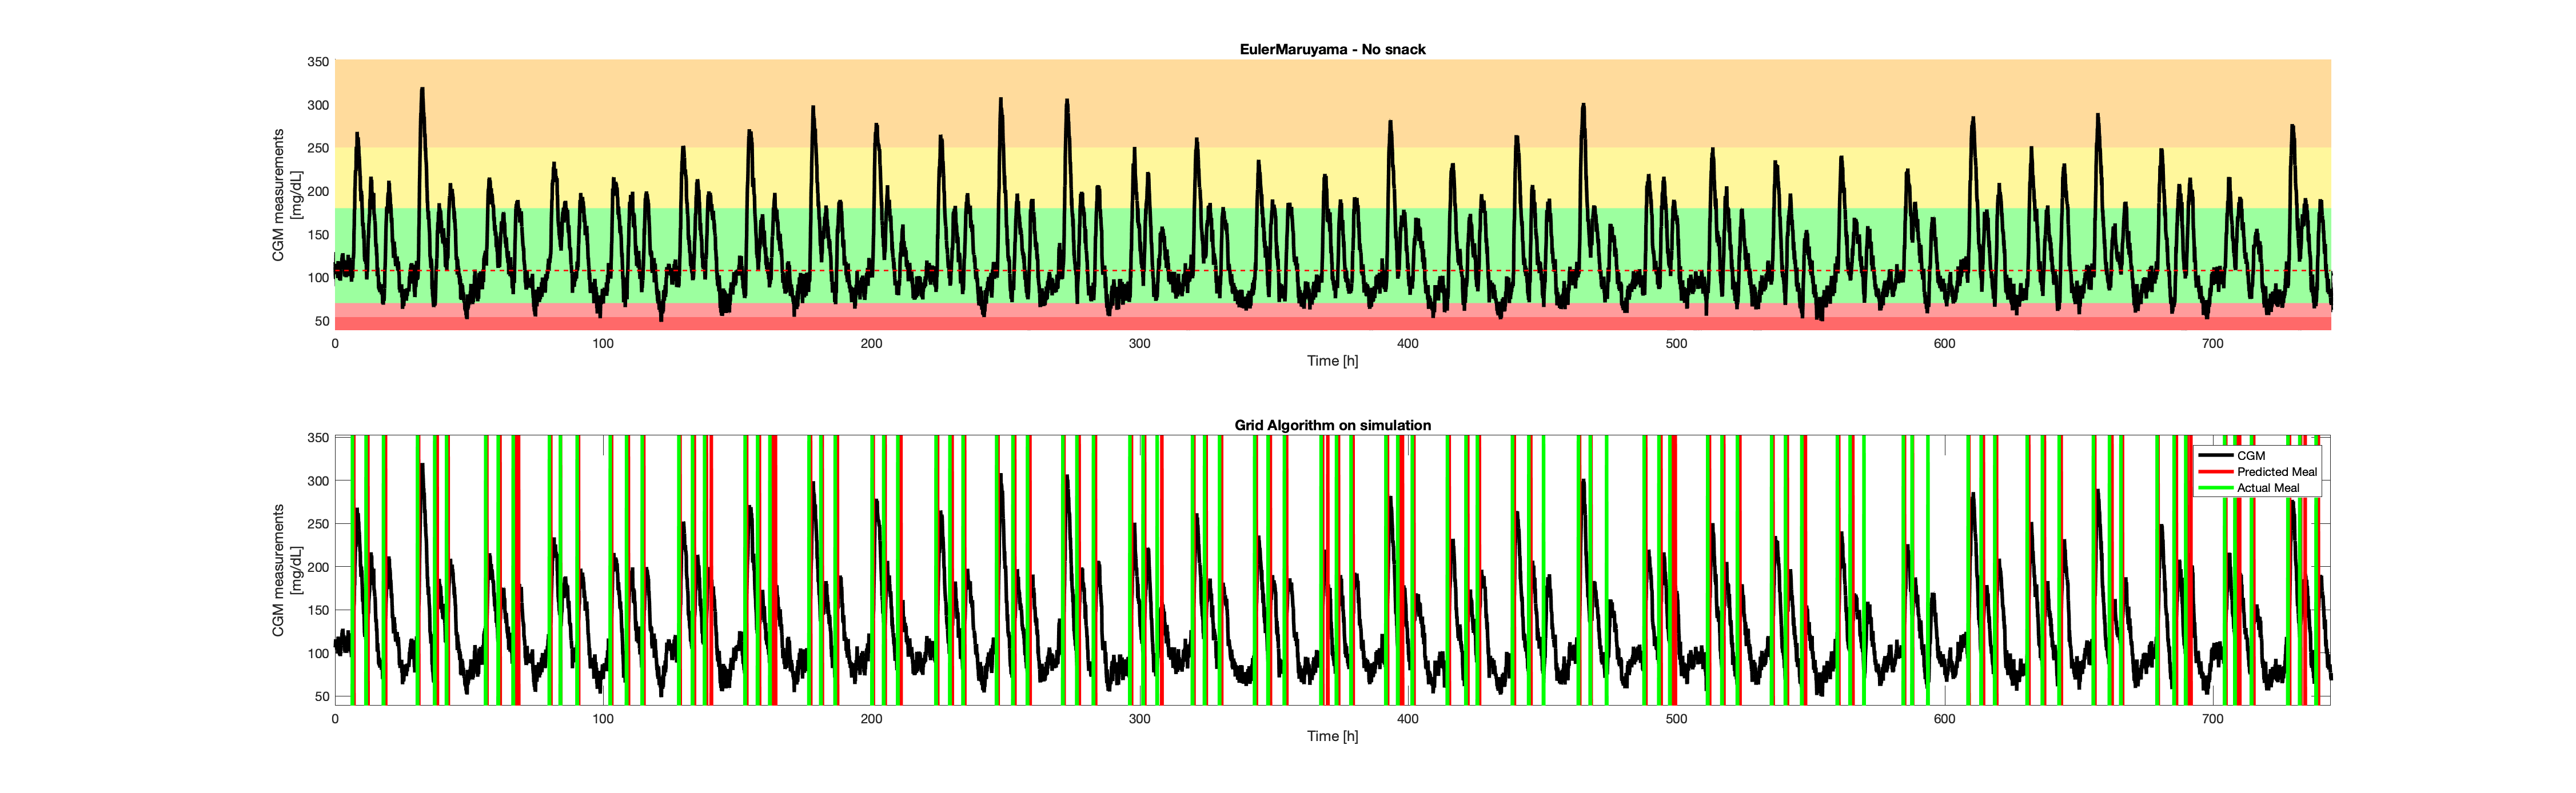 EulerMaruyama - No snack
350
300
250
200
150
100
50
CGM measurements
[mg/dL]
0 100 200 300 400 500 600 700
Time [h]
Grid Algorithm on simulation
350
300
250
200
150
100
50
CGM measurements
[mg/dL]
CGM
Predicted Meal
Actual Meal
0 100 200 300 400 500 600 700
Time [h]